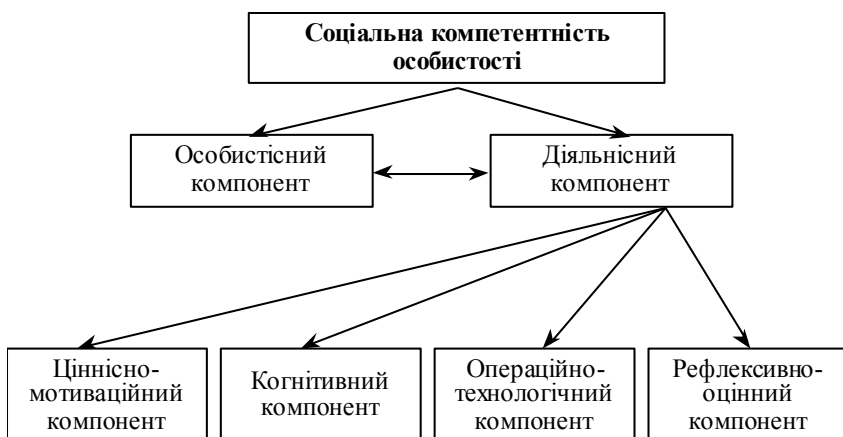 Соціальна компетентність
особистості
Особистісний
компонент
Діяльнісний
компонент
Ціннісно-
мотиваційний
компонент
Когнітивний
компонент
Операційно-
технологічний
компонент
Рефлексивно-
оцінний
компонент